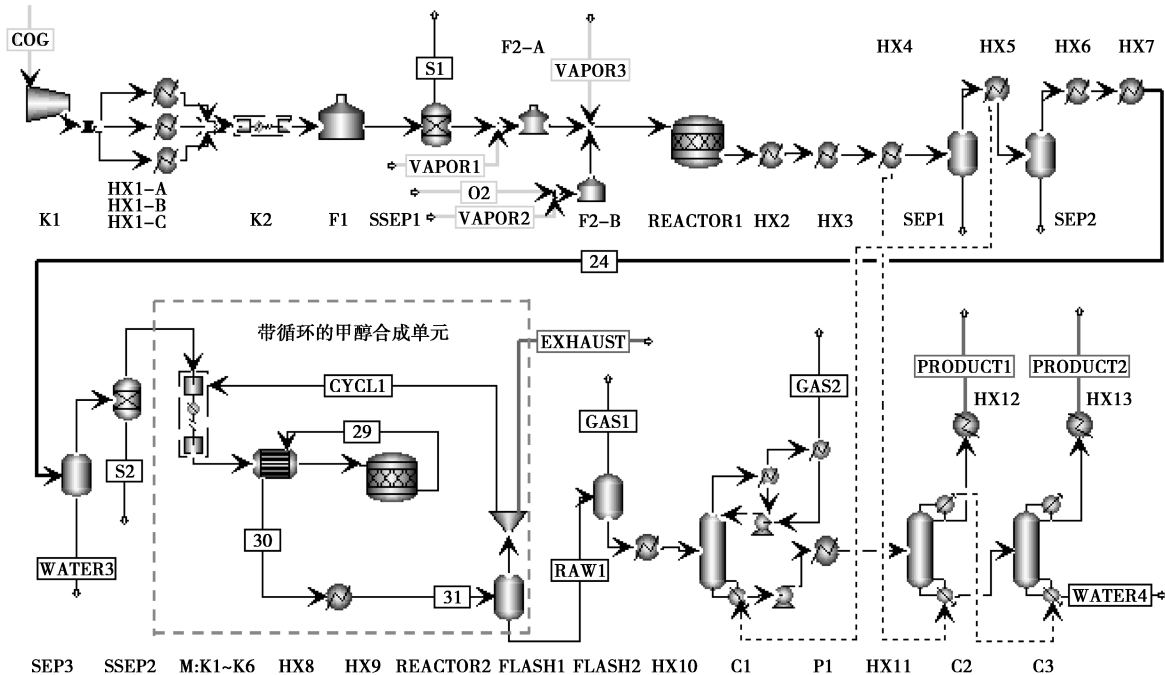 COG
S1
F2-A
VAPOR3
HX4
HX5
HX6
HX7
VAPOR1
O2
VAPOR2
HX1-A
HX1-B
HX1-C
K1
K2
F1
SSEP1
F2-B
REACTOR1
HX2
HX3
SEP1
SEP2
24
带循环的甲醇合成单元
EXHAUST
CYCL1
29
GAS1
GAS2
PRODUCT1
PRODUCT2
HX12
HX13
S2
30
31
WATER3
RAW1
WATER4
SEP3
SSEP2
M:K1~K6
HX8
HX9
REACTOR2
FLASH1
FLASH2
HX10
C1
P1
HX11
C2
C3